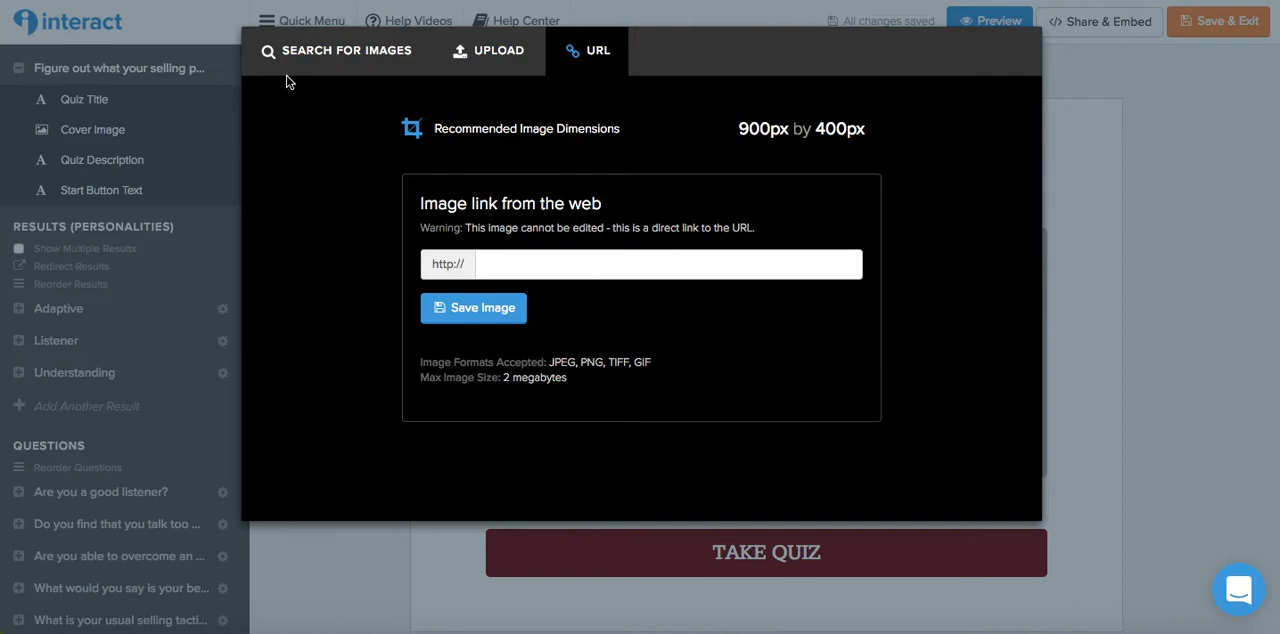 interact
Quick Menu
Help Videos
Help Center
All changes saved
Preview
</> Share & Embed
Save & Exit
SEARCH FOR IMAGES
UPLOAD
URL
Figure out what your selling p...
Quiz Title
Cover Image
Quiz Description
Start Button Text
RESULTS (PERSONALITIES)
Show Multiple Results
Redirect Results
Reorder Results
Adaptive
Listener
Understanding
Add Another Result
QUESTIONS
Reorder Questions
Are you a good listener?
Do you find that you talk too ...
Are you able to overcome an ...
What would you say is your be...
What is your usual selling tacti...
Recommended Image Dimensions
900px by 400px
Image link from the web
Warning: This image cannot be edited - this is a direct link to the URL.
http://
Save Image
Image Formats Accepted: JPEG, PNG, TIFF, GIF
Max Image Size: 2 megabytes
TAKE QUIZ